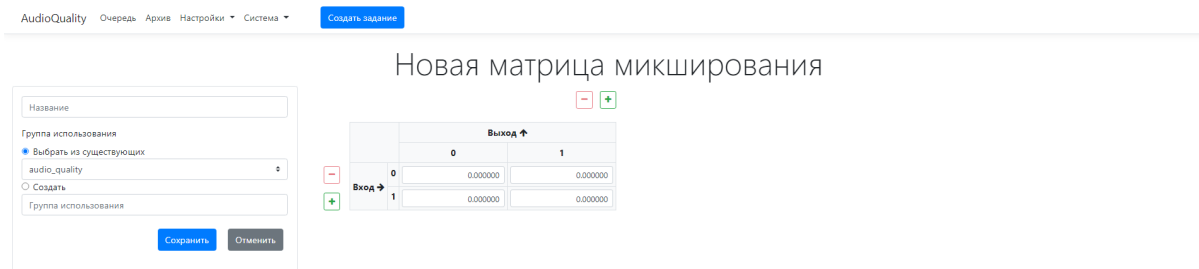 AudioQuality Очередь Архив Настройки Система Создать задание
Новая матрица микширования
− +
Название
Группа использования
Выбрать из существующих
audio_quality
Создать
Группа использования
Сохранить Отменить
Выход ↑
0 1
− 0 0.000000 0.000000
Вход →
+ 1 0.000000 0.000000